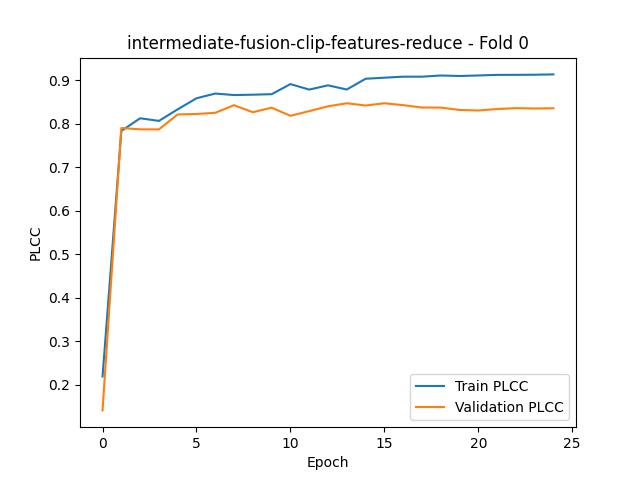 intermediate-fusion-clip-features-reduce - Fold 0
0.9
0.8
0.7
0.6
0.5
0.4
0.3
0.2
PLCC
Train PLCC
Validation PLCC
0 5 10 15 20 25
Epoch